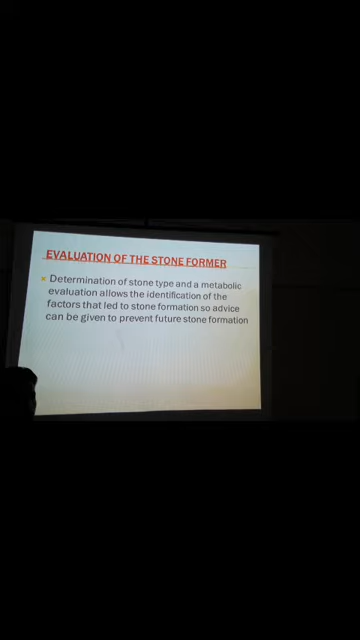 EVALUATION OF THE STONE FORMER
Determination of stone type and a metabolic
evaluation allows the identification of the
factors that led to stone formation so advice
can be given to prevent future stone formation